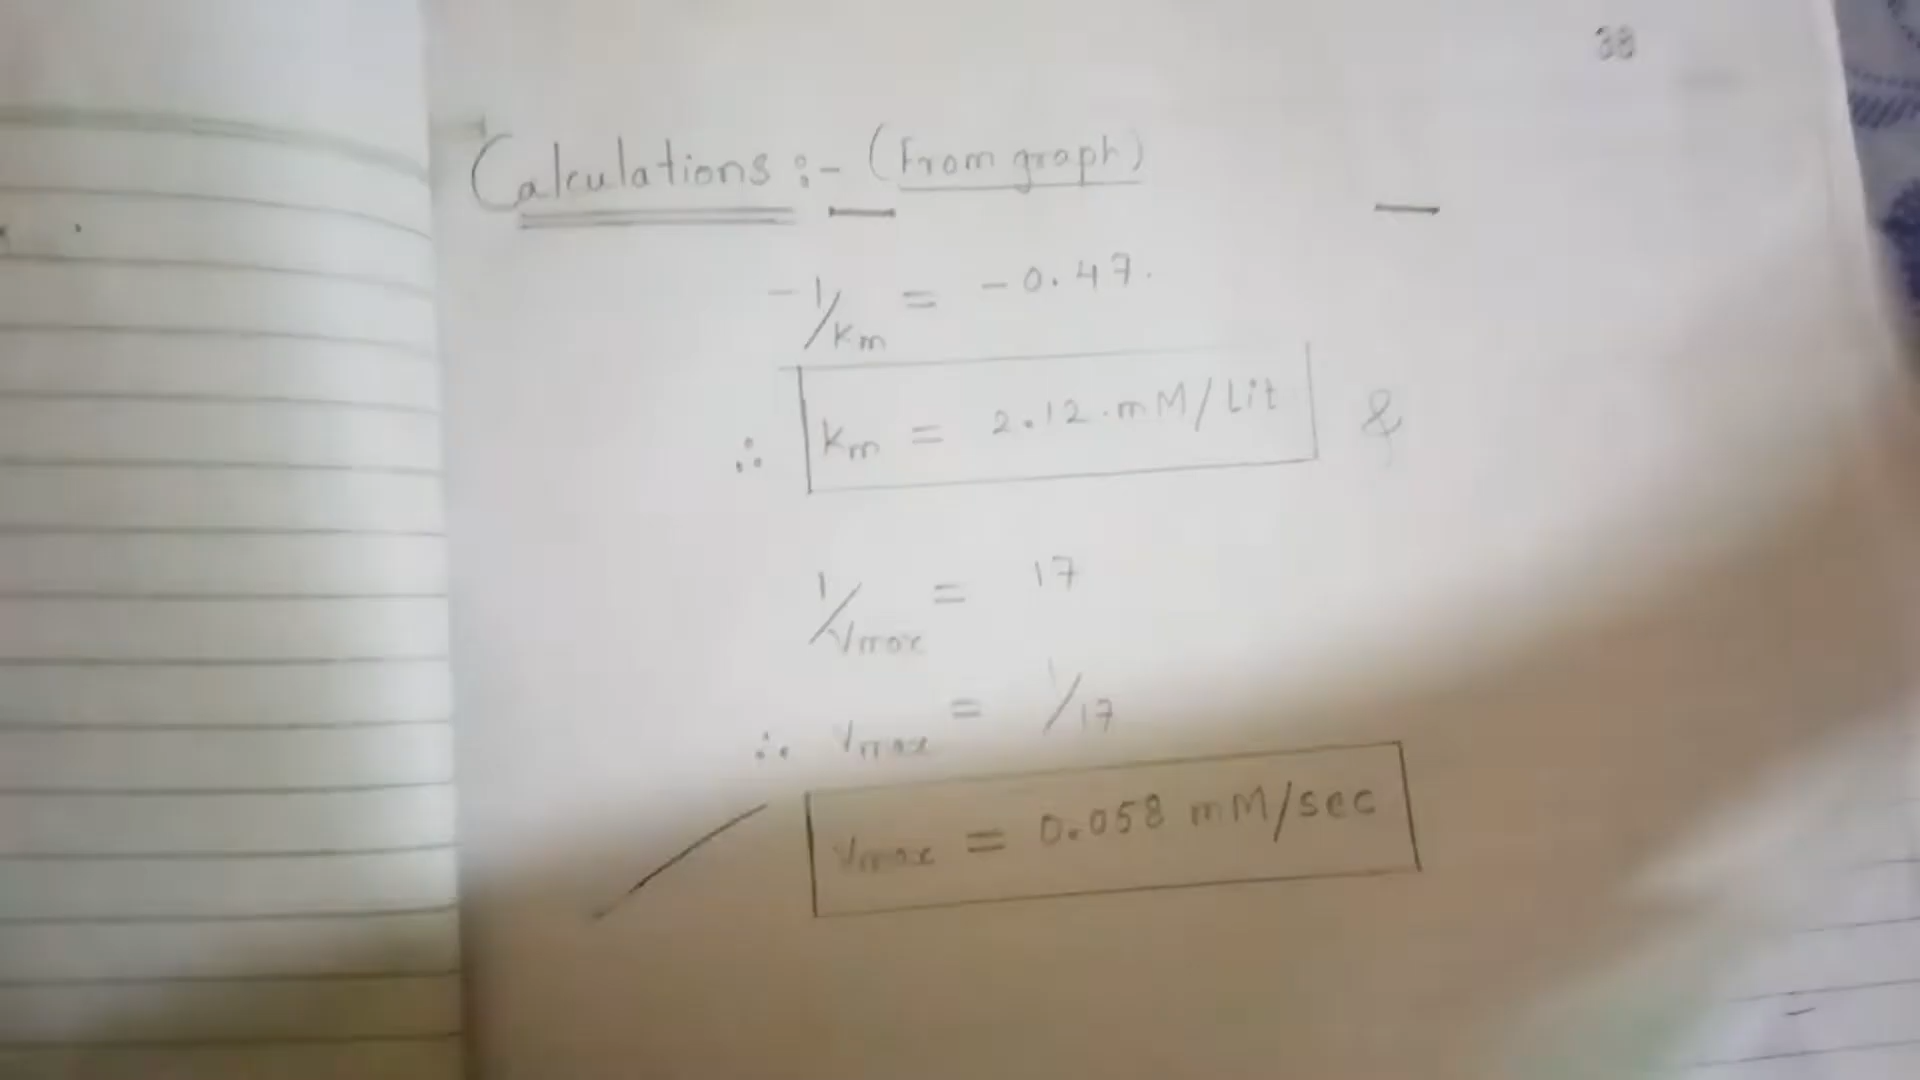 38
Calculations :- (From graph)
-1/Km = -0.47.
∴ Km = 2.12 mM/Lit &
1/Vmax = 17
∴ Vmax = 1/17
Vmax = 0.058 mM/sec